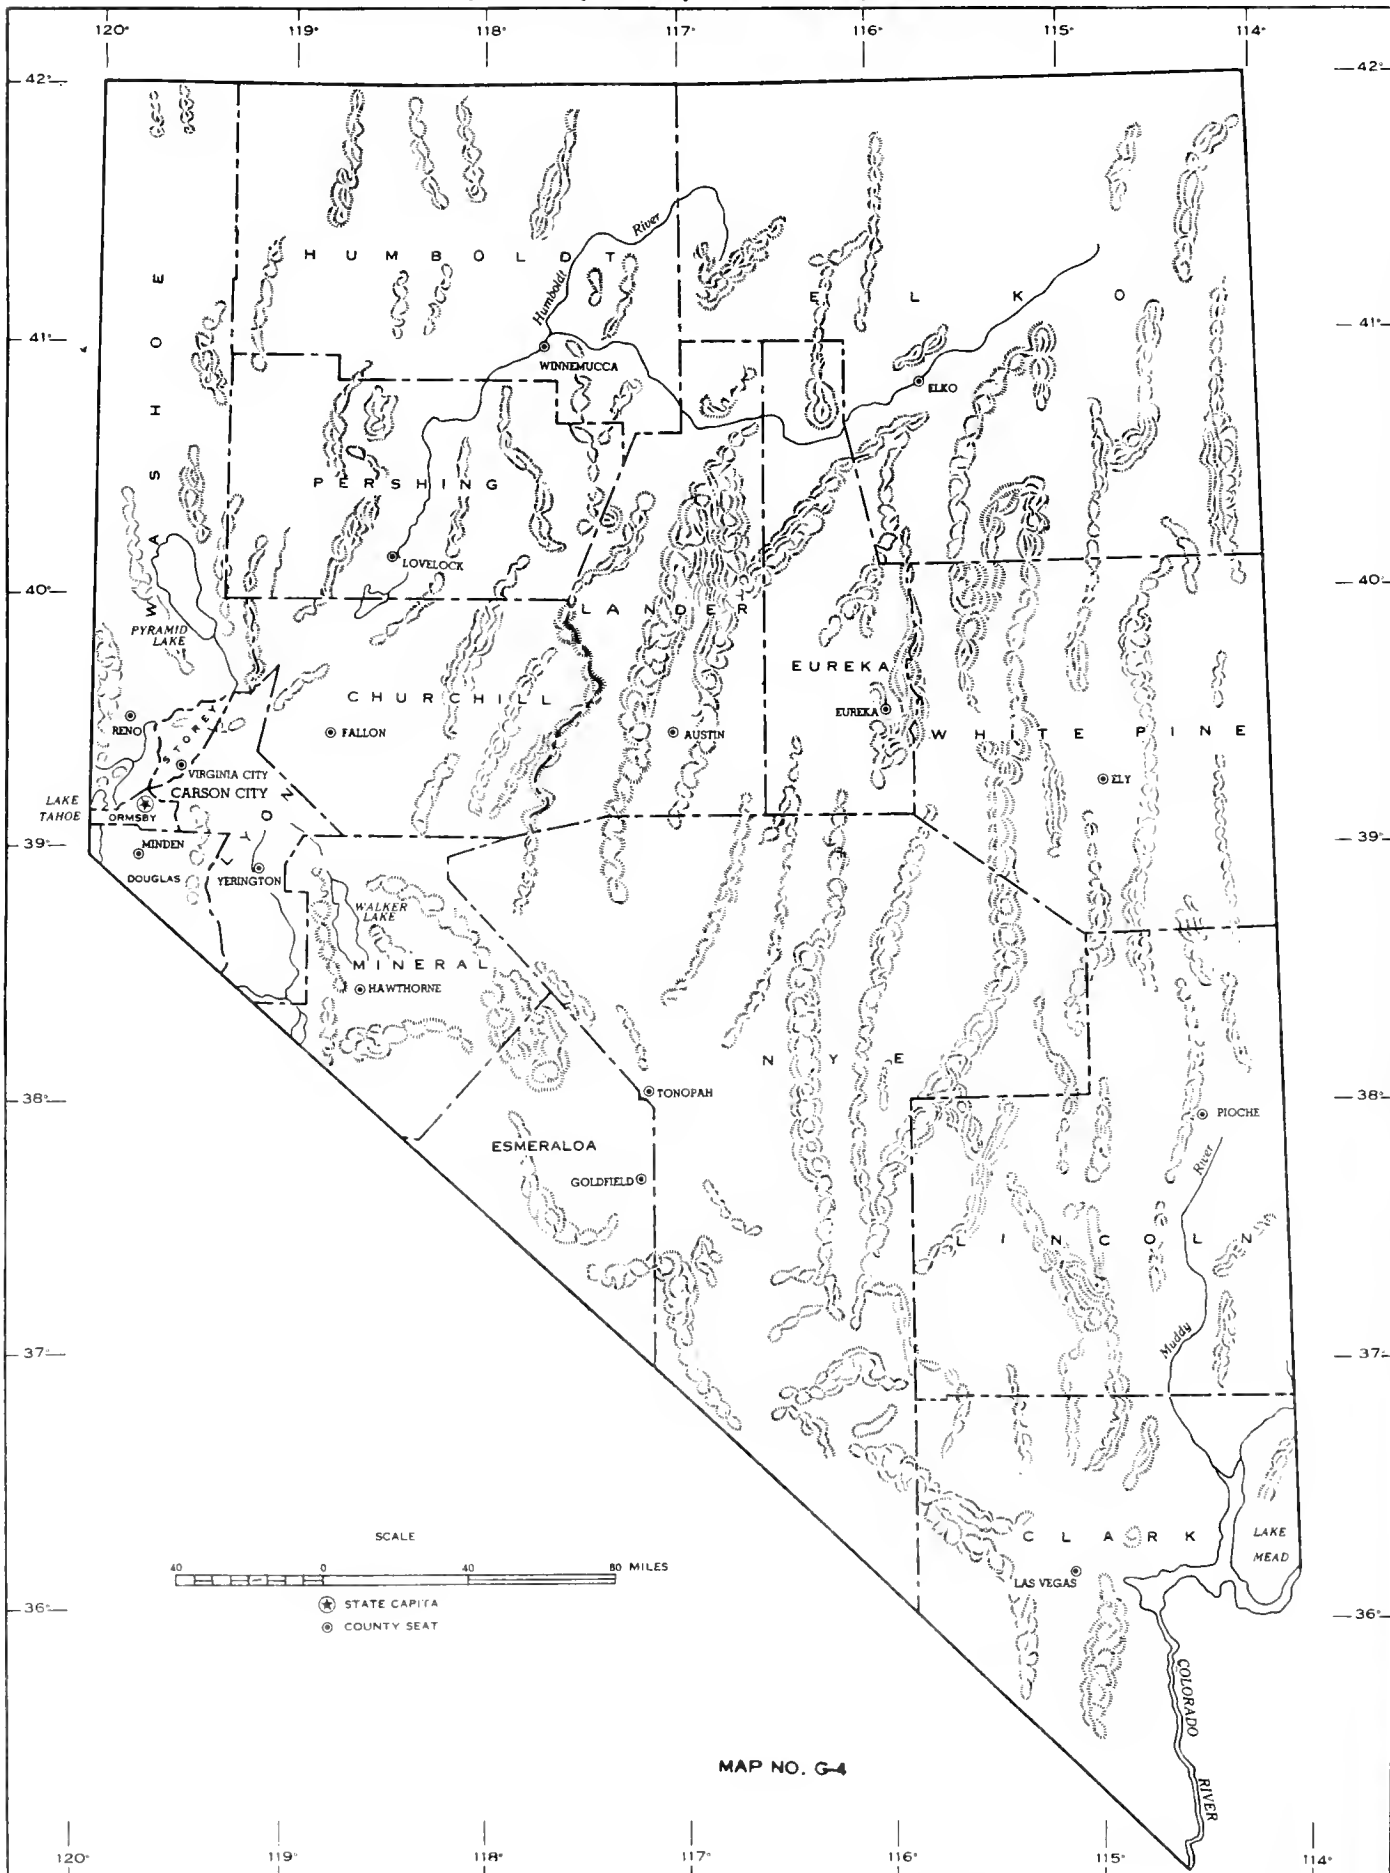 120° 119° 118° 117° 116° 115° 114°
42° 42°
HUMBOLDT
River
Humboldt
ELKO
WASHOE
41° 41°
WINNEMUCCA
ELKO
PERSHING
LOVELOCK
40° 40°
LANDER
PYRAMID
LAKE
EUREKA
CHURCHILL
EUREKA
WHITE PINE
RENO
STOREY
FALLON
AUSTIN
VIRGINIA CITY
ELY
CARSON CITY
LAKE
TAHOE
ORMSBY
LYON
39° 39°
MINDEN
DOUGLAS
YERINGTON
WALKER
LAKE
MINERAL
HAWTHORNE
NYE
38° 38°
TONOPAH
PIOCHE
ESMERALOA
River
GOLDFIELD
LINCOLN
Muddy
37° 37°
SCALE
CLARK
LAKE
MEAD
40 0 40 80 MILES
LAS VEGAS
STATE CAPITA
36° 36°
COUNTY SEAT
COLORADO
RIVER
MAP NO. G-4
120° 119° 118° 117° 116° 115° 114°